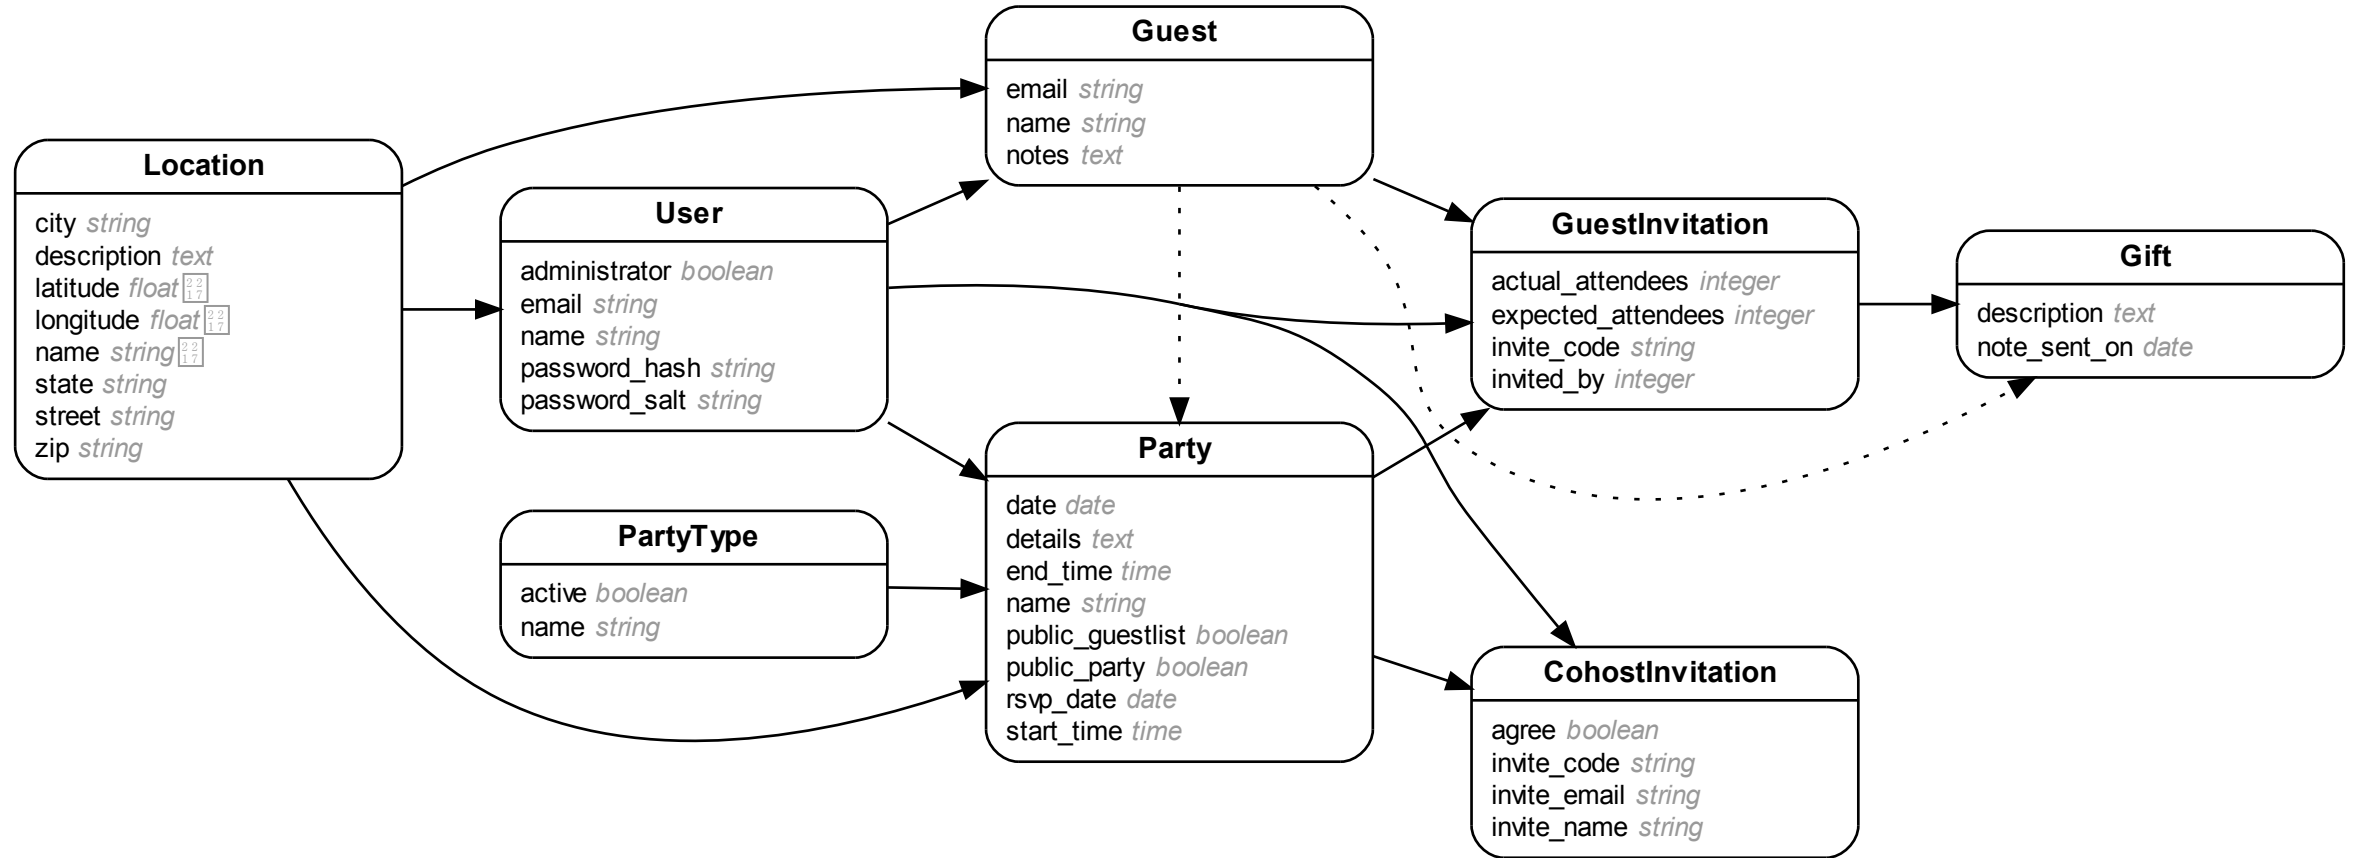 Guest
email string
name string
notes text
Location
city string
description text
latitude float
longitude float
name string
state string
street string
zip string
User
administrator boolean
email string
name string
password_hash string
password_salt string
GuestInvitation
actual_attendees integer
expected_attendees integer
invite_code string
invited_by integer
Gift
description text
note_sent_on date
Party
date date
details text
end_time time
name string
public_guestlist boolean
public_party boolean
rsvp_date date
start_time time
PartyType
active boolean
name string
CohostInvitation
agree boolean
invite_code string
invite_email string
invite_name string